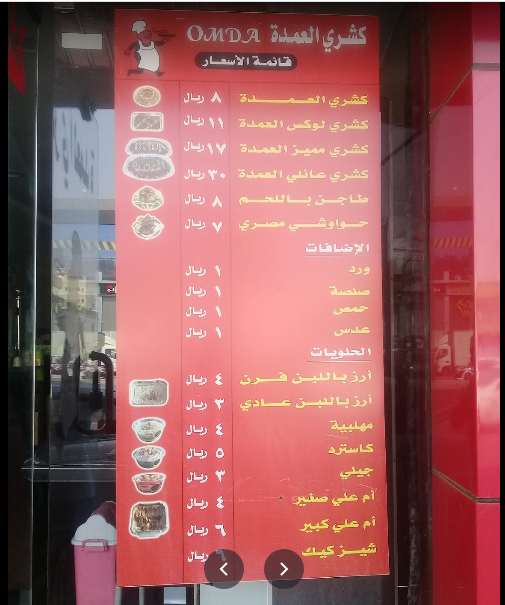 كشري العمدة OMDA
قائمة الأسعار
كشري العمدة ٨ ريال
كشري لوكس العمدة ١١ ريال
كشري مميز العمدة ١٧ ريال
كشري عائلي العمدة ٣٠ ريال
طاجن باللحم ٨ ريال
حواوشي مصري ٧ ريال
الإضافات
ورد ١ ريال
صلصة ١ ريال
حمص ١ ريال
عدس ١ ريال
الحلويات
أرز باللبن فرن ٤ ريال
أرز باللبن عادي ٣ ريال
مهلبية ٤ ريال
كاسترد ٥ ريال
جيلي ٣ ريال
أم علي صغير ٤ ريال
أم علي كبير ٦ ريال
شيز كيك ريال